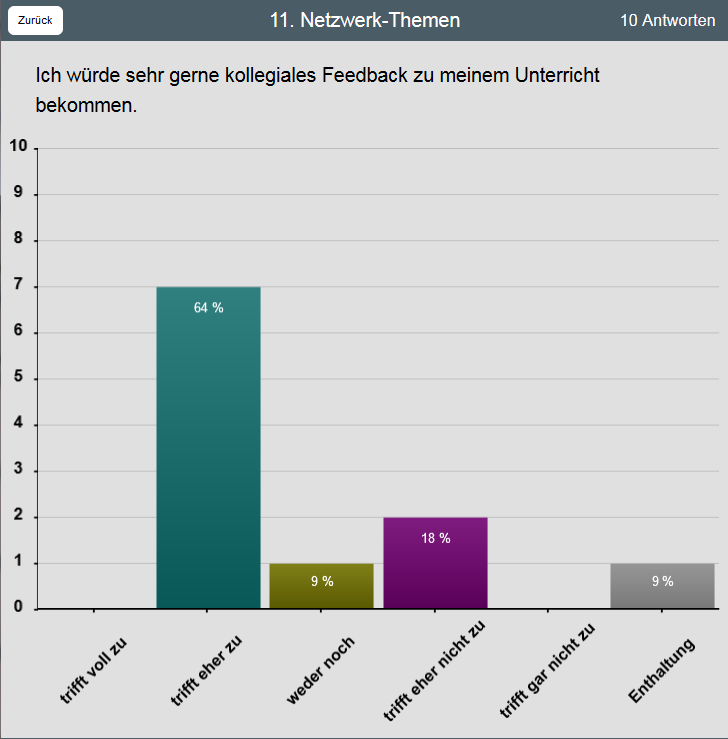 Zurück
11. Netzwerk-Themen
10 Antworten
Ich würde sehr gerne kollegiales Feedback zu meinem Unterricht
bekommen.
10
9
8
7
6
5
4
3
2
1
0
64 %
9 %
18 %
9 %
trifft voll zu
trifft eher zu
weder noch
trifft eher nicht zu
trifft gar nicht zu
Enthaltung